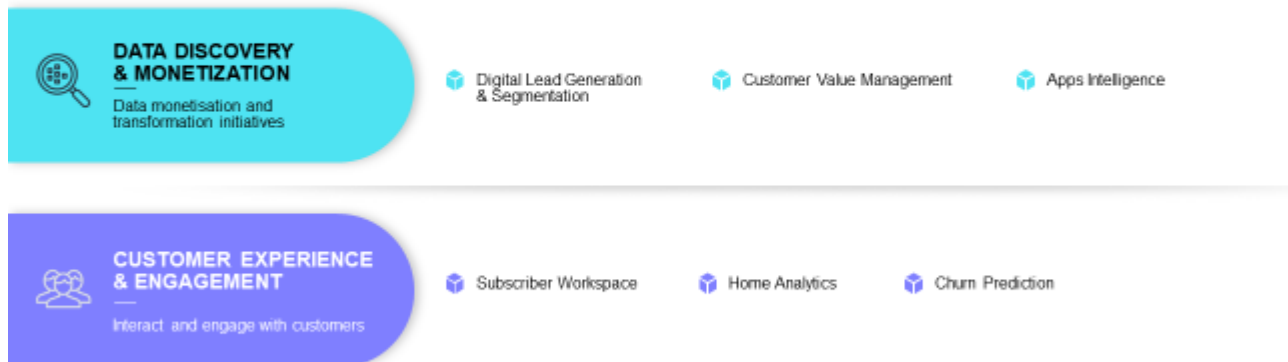 DATA DISCOVERY
& MONETIZATION
Data monetisation and
transformation initiatives
Digital Lead Generation
& Segmentation
Customer Value Management
Apps Intelligence
CUSTOMER EXPERIENCE
& ENGAGEMENT
Interact and engage with customers
Subscriber Workspace
Home Analytics
Churn Prediction